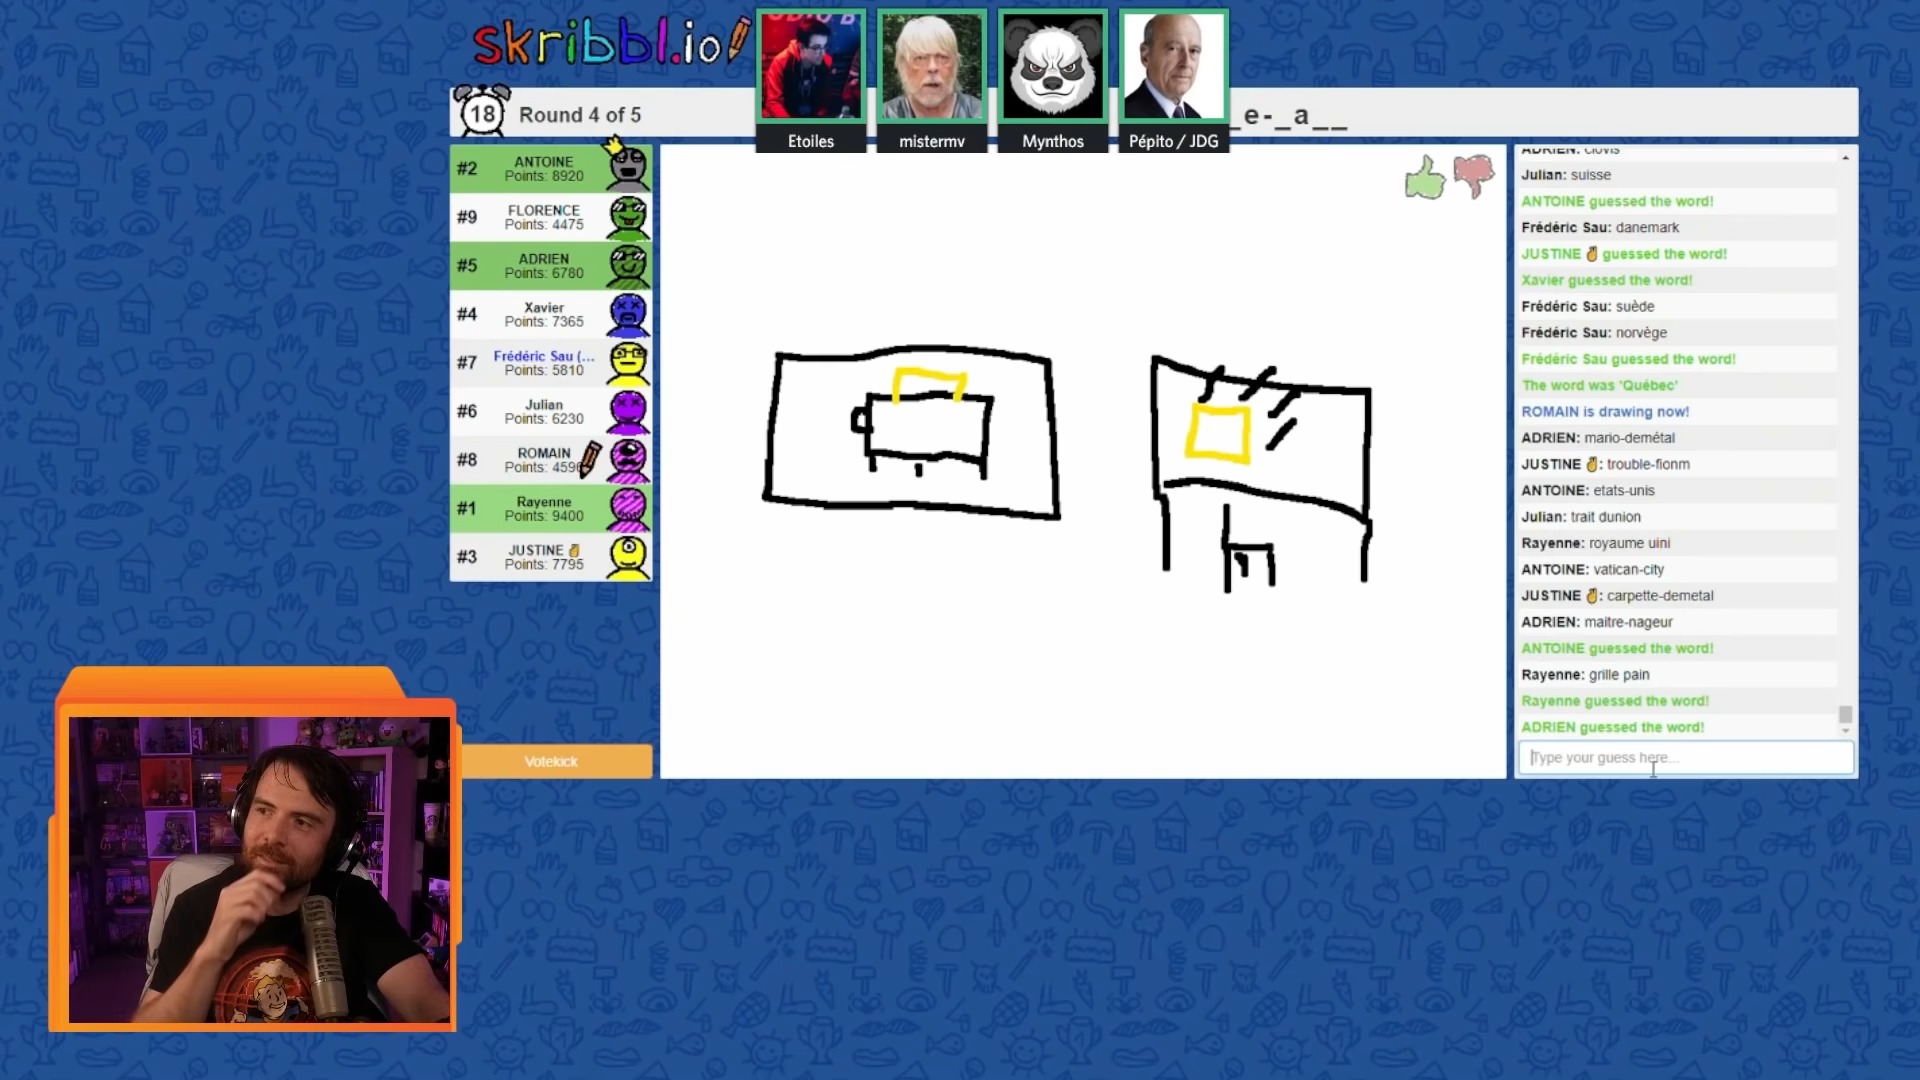 skribbl.io
18
Round 4 of 5
_e-_a__
Etoiles
mistermv
Mynthos
Pépito / JDG
#2
ANTOINE
Points: 8920
#9
FLORENCE
Points: 4475
#5
ADRIEN
Points: 6780
#4
Xavier
Points: 7365
#7
Frédéric Sau (...
Points: 5810
#6
Julian
Points: 6230
#8
ROMAIN
Points: 4596
#1
Rayenne
Points: 9400
#3
JUSTINE ✌
Points: 7795
Votekick
ADRIEN: clovis
Julian: suisse
ANTOINE guessed the word!
Frédéric Sau: danemark
JUSTINE ✌ guessed the word!
Xavier guessed the word!
Frédéric Sau: suède
Frédéric Sau: norvège
Frédéric Sau guessed the word!
The word was 'Québec'
ROMAIN is drawing now!
ADRIEN: mario-demétal
JUSTINE ✌: trouble-fionm
ANTOINE: etats-unis
Julian: trait dunion
Rayenne: royaume uini
ANTOINE: vatican-city
JUSTINE ✌: carpette-demetal
ADRIEN: maitre-nageur
ANTOINE guessed the word!
Rayenne: grille pain
Rayenne guessed the word!
ADRIEN guessed the word!
Type your guess here...